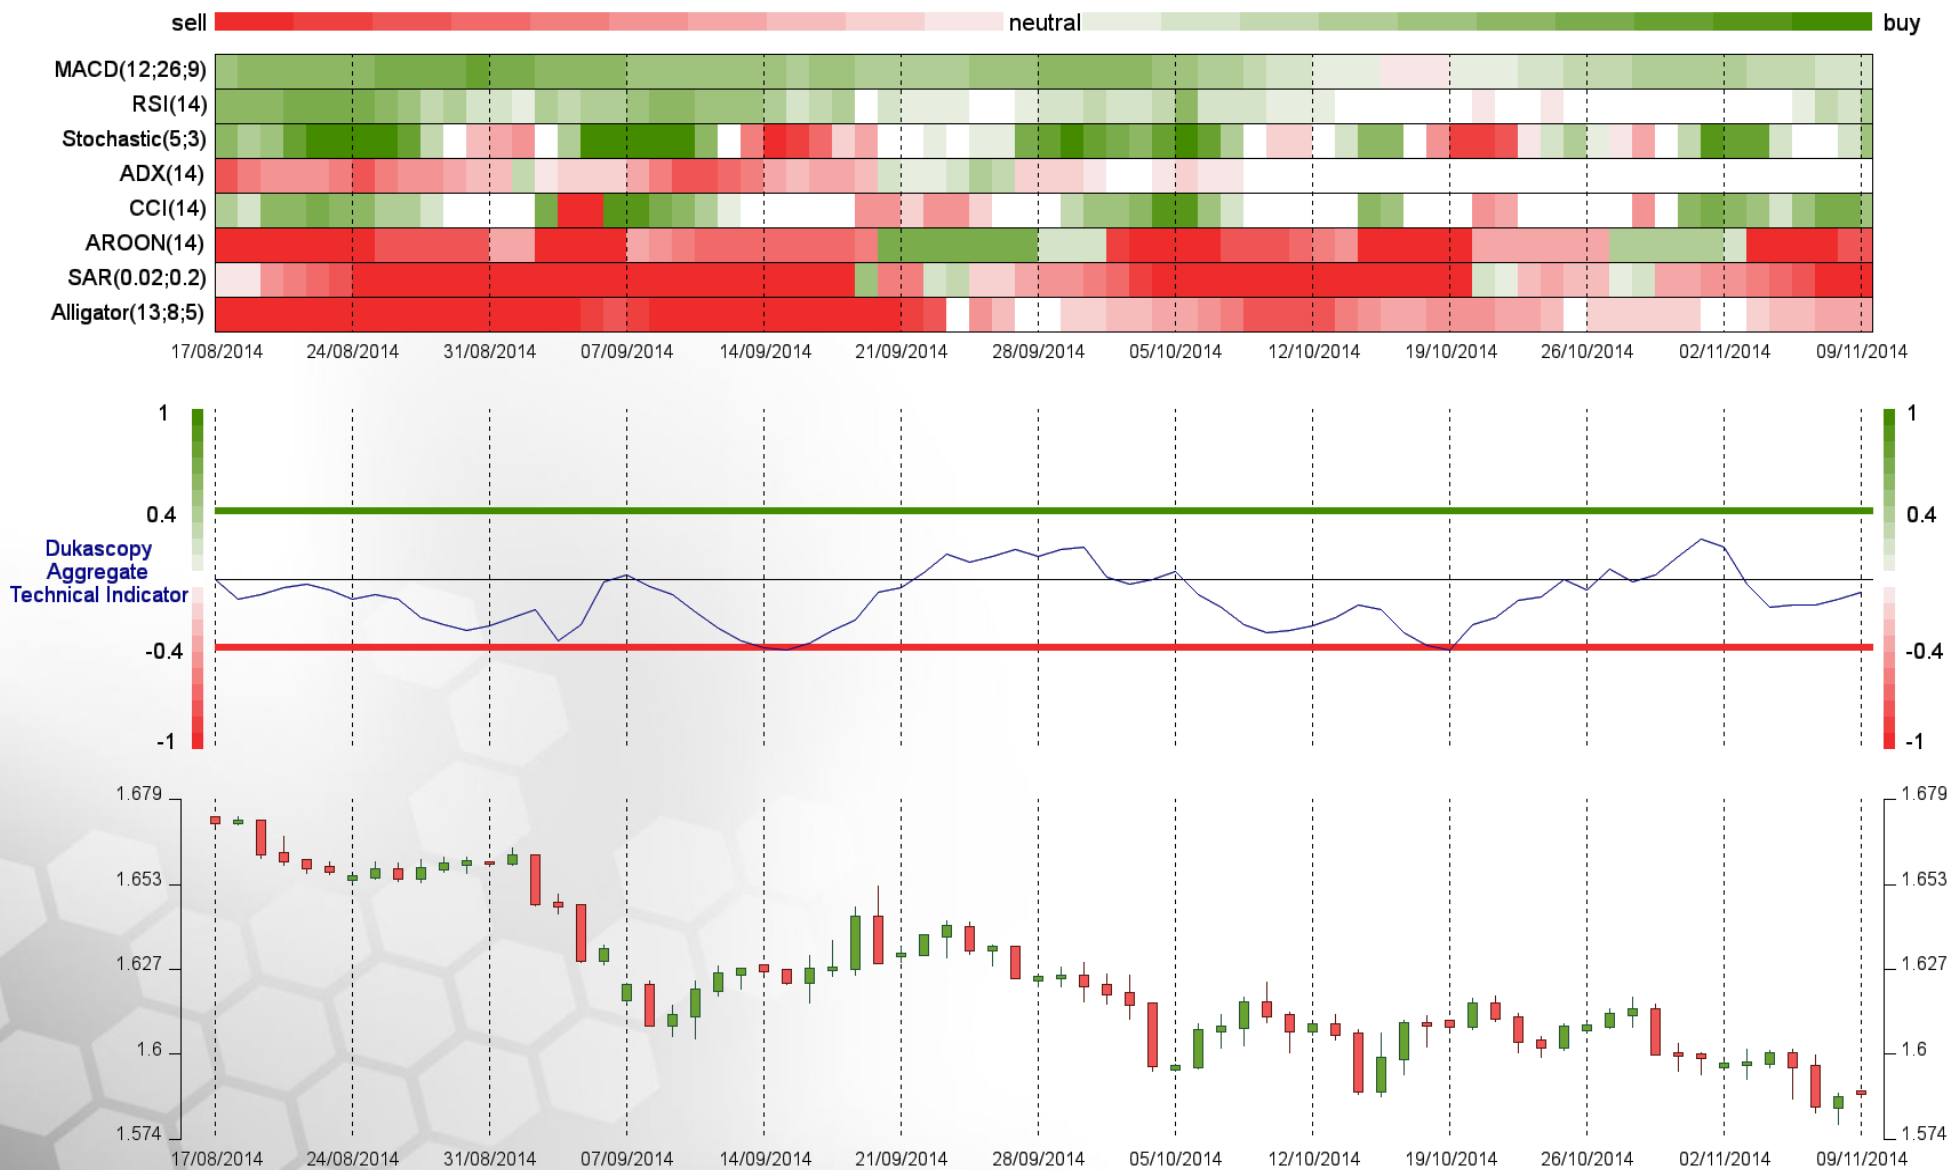 sell neutral buy
MACD(12;26;9)
RSI(14)
Stochastic(5;3)
ADX(14)
CCI(14)
AROON(14)
SAR(0.02;0.2)
Alligator(13;8;5)
17/08/2014 24/08/2014 31/08/2014 07/09/2014 14/09/2014 21/09/2014 28/09/2014 05/10/2014 12/10/2014 19/10/2014 26/10/2014 02/11/2014 09/11/2014
1 1
0.4 0.4
Dukascopy
Aggregate
Technical Indicator
-0.4 -0.4
-1 -1
1.679 1.679
1.653 1.653
1.627 1.627
1.6 1.6
1.574 1.574
17/08/2014 24/08/2014 31/08/2014 07/09/2014 14/09/2014 21/09/2014 28/09/2014 05/10/2014 12/10/2014 19/10/2014 26/10/2014 02/11/2014 09/11/2014